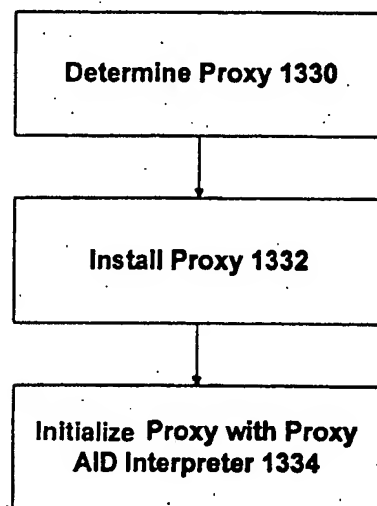 Determine Proxy 1330
Install Proxy 1332
Initialize Proxy with Proxy
AID Interpreter 1334